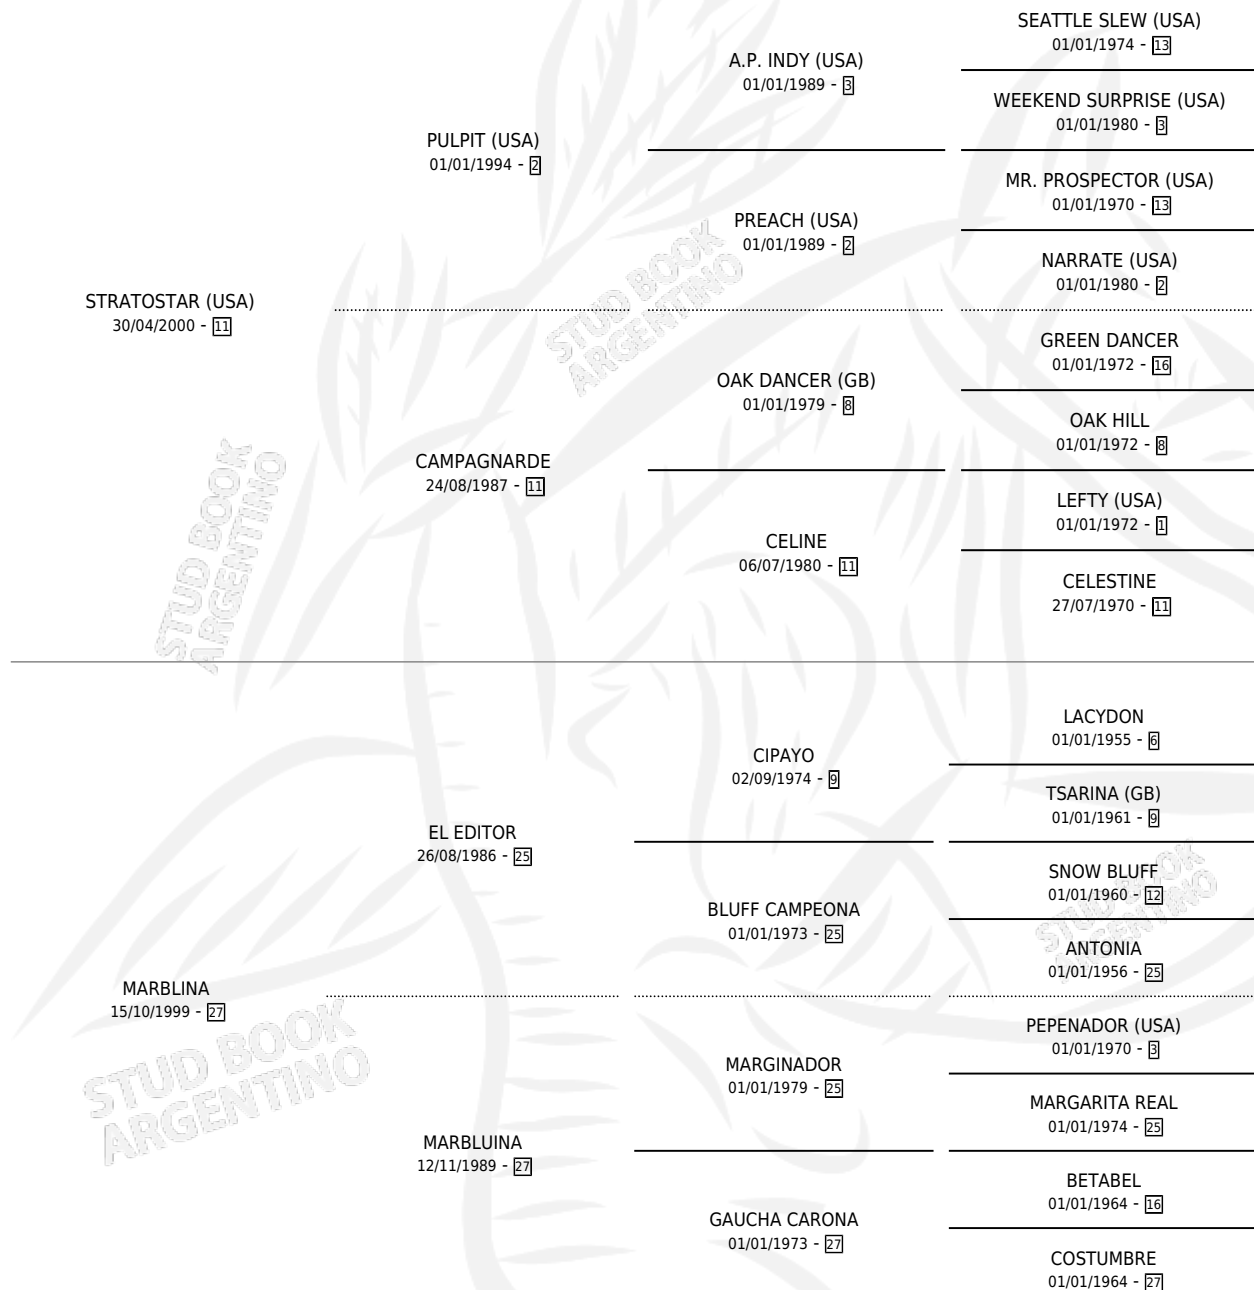 SEATTLE SLEW (USA)
01/01/1974 - 13
A.P. INDY (USA)
01/01/1989 - 3
WEEKEND SURPRISE (USA)
01/01/1980 - 3
PULPIT (USA)
01/01/1994 - 2
MR. PROSPECTOR (USA)
01/01/1970 - 13
PREACH (USA)
01/01/1989 - 2
NARRATE (USA)
01/01/1980 - 2
STRATOSTAR (USA)
30/04/2000 - 11
GREEN DANCER
01/01/1972 - 16
OAK DANCER (GB)
01/01/1979 - 8
OAK HILL
01/01/1972 - 8
CAMPAGNARDE
24/08/1987 - 11
LEFTY (USA)
01/01/1972 - 1
CELINE
06/07/1980 - 11
CELESTINE
27/07/1970 - 11
LACYDON
01/01/1955 - 6
CIPAYO
02/09/1974 - 9
TSARINA (GB)
01/01/1961 - 9
EL EDITOR
26/08/1986 - 25
SNOW BLUFF
01/01/1960 - 12
BLUFF CAMPEONA
01/01/1973 - 25
ANTONIA
01/01/1956 - 25
MARBLINA
15/10/1999 - 27
PEPENADOR (USA)
01/01/1970 - 3
MARGINADOR
01/01/1979 - 25
MARGARITA REAL
01/01/1974 - 25
MARBLUINA
12/11/1989 - 27
BETABEL
01/01/1964 - 16
GAUCHA CARONA
01/01/1973 - 27
COSTUMBRE
01/01/1964 - 27
STUD BOOK
ARGENTINO
STUD BOOK
ARGENTINO
STUD BOOK
ARGENTINO
STUD BOOK
ARGENTINO